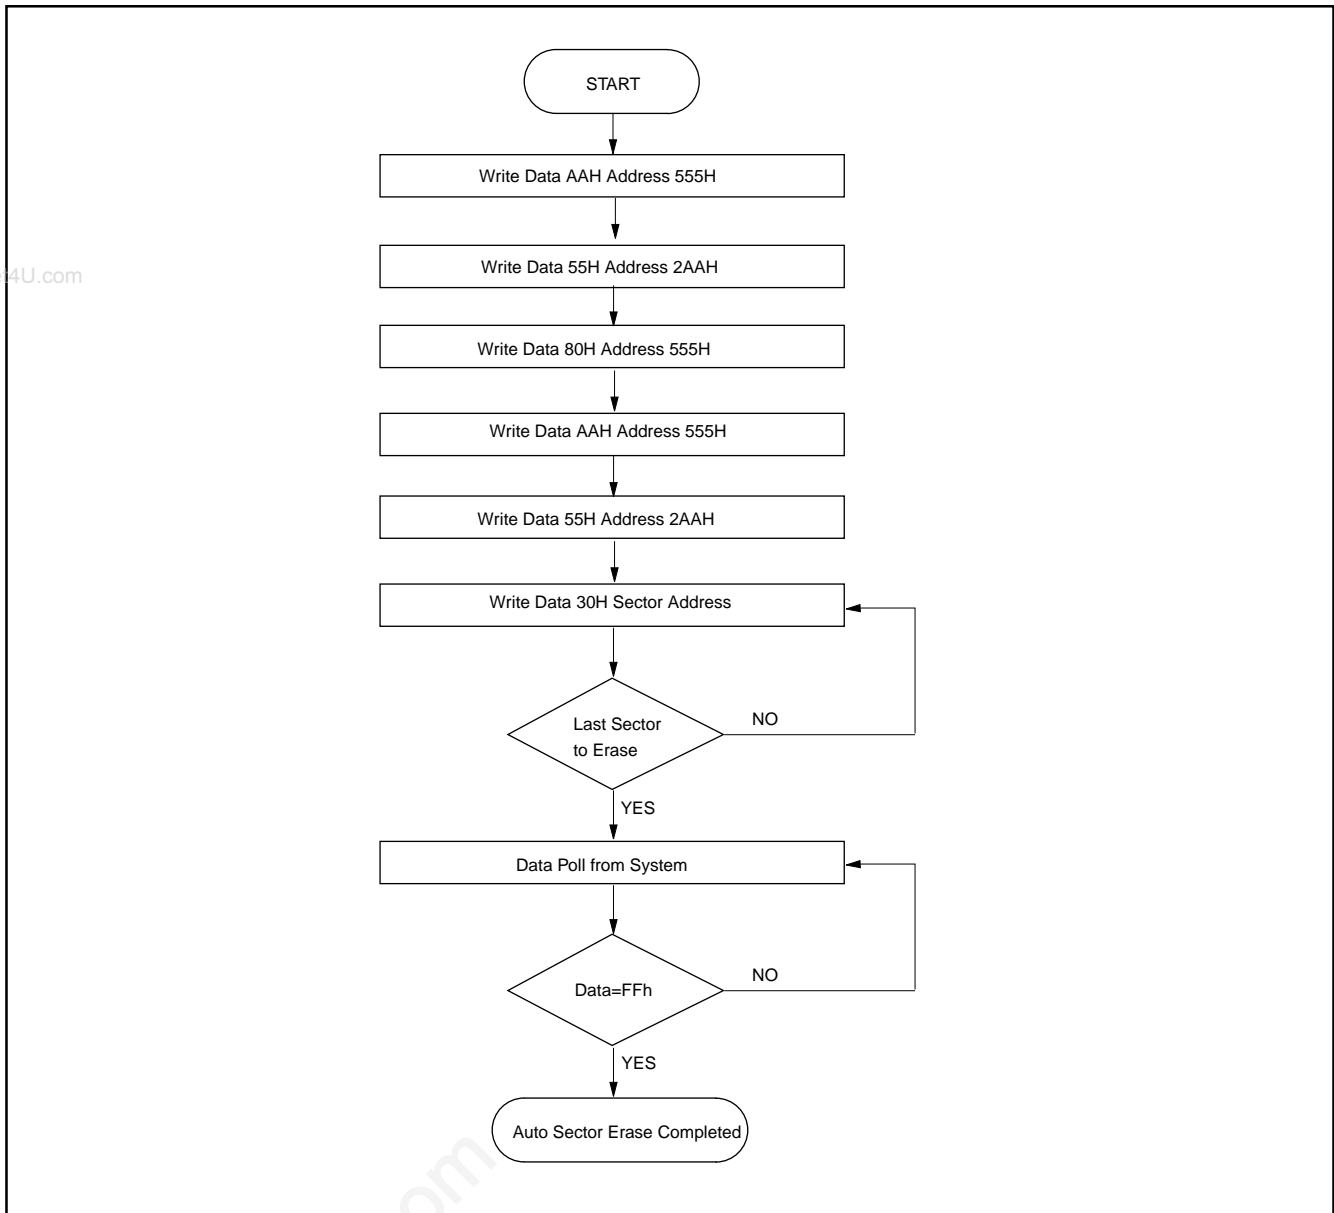 START
Write Data AAH Address 555H
4U.com
Write Data 55H Address 2AAH
Write Data 80H Address 555H
Write Data AAH Address 555H
Write Data 55H Address 2AAH
Write Data 30H Sector Address
Last Sector
to Erase
NO
YES
Data Poll from System
Data=FFh
NO
YES
Auto Sector Erase Completed
om